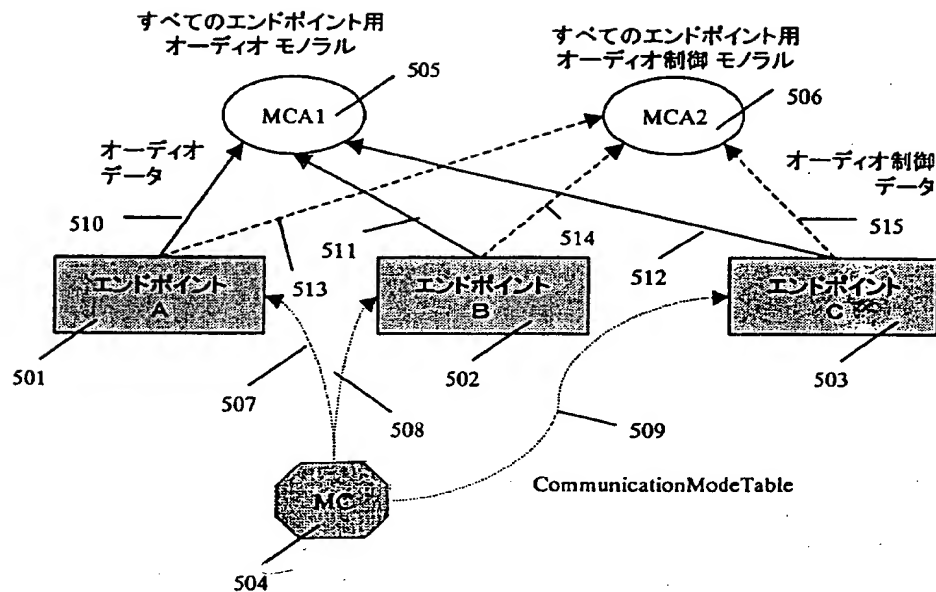 すべてのエンドポイント用
オーディオ モノラル
すべてのエンドポイント用
オーディオ制御 モノラル
505
506
MCA1
MCA2
オーディオ
データ
オーディオ制御
データ
510
511
514
515
513
512
エンドポイント
A
エンドポイント
B
エンドポイント
C
501
507
502
503
508
509
MC
CommunicationModeTable
504